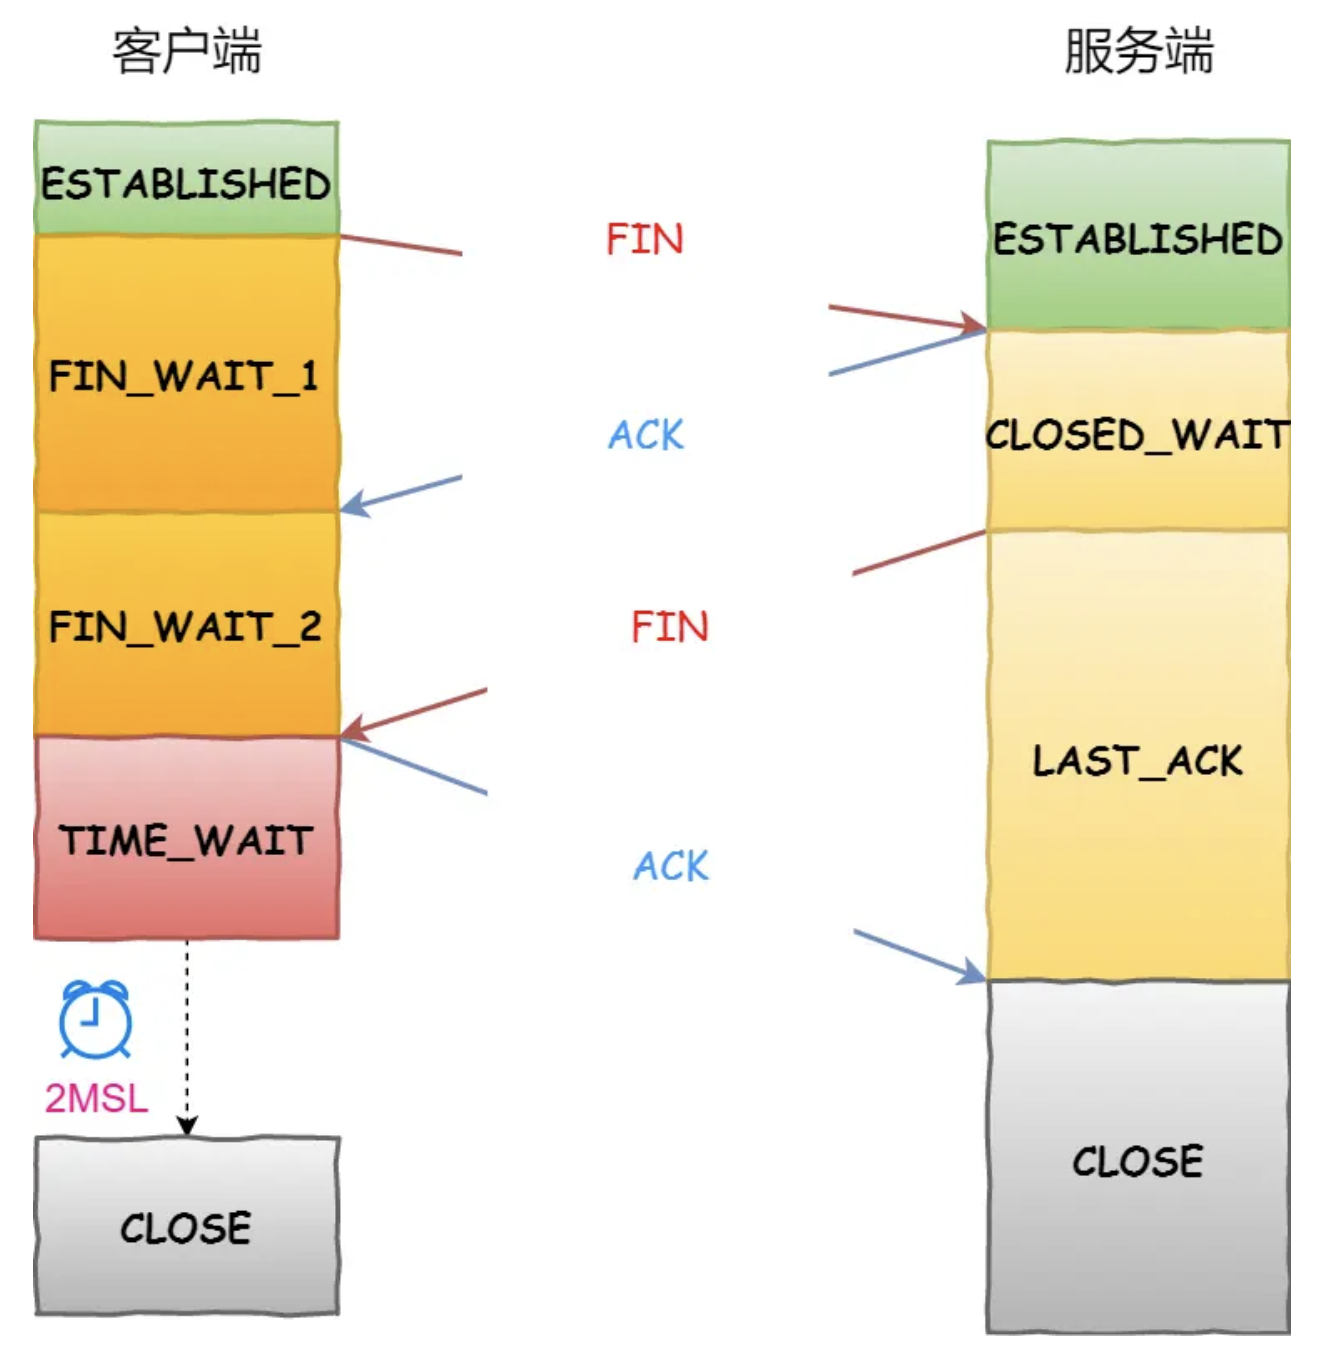 客户端
服务端
ESTABLISHED
FIN
ESTABLISHED
FIN_WAIT_1
ACK
CLOSED_WAIT
FIN_WAIT_2
FIN
LAST_ACK
TIME_WAIT
ACK
2MSL
CLOSE
CLOSE